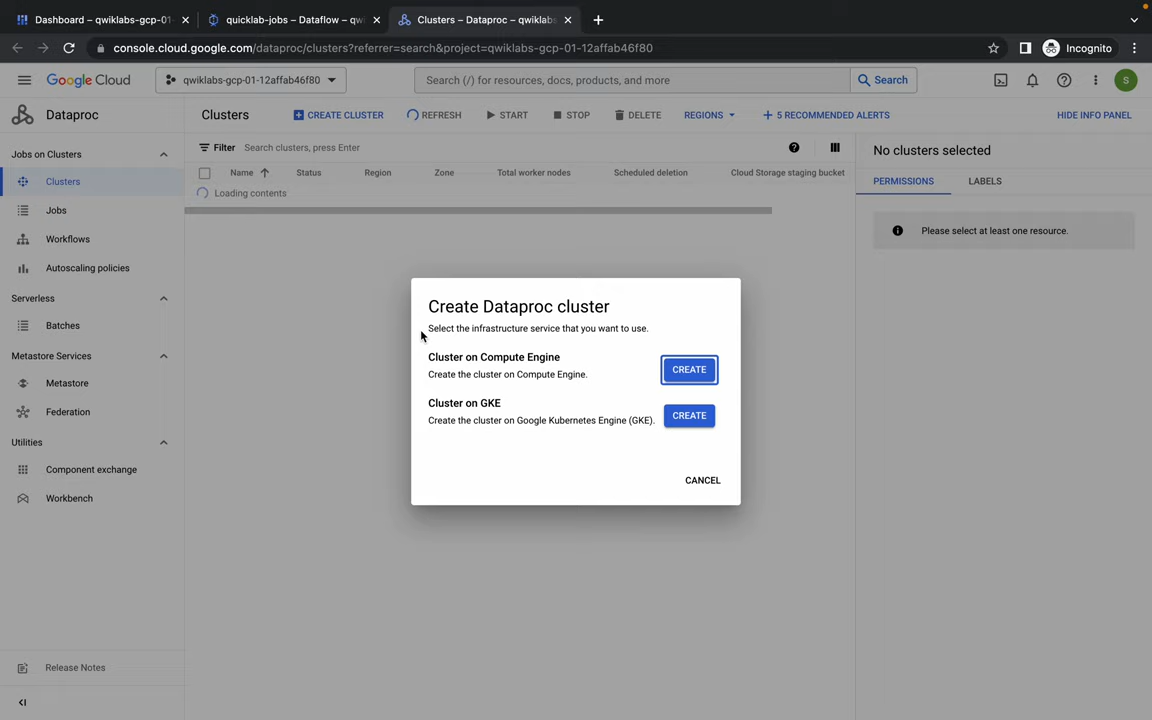 Dashboard – qwiklabs-gcp-01-
quicklab-jobs – Dataflow – qwi
Clusters – Dataproc – qwiklabs
console.cloud.google.com/dataproc/clusters?referrer=search&project=qwiklabs-gcp-01-12affab46f80
Incognito
Google Cloud
qwiklabs-gcp-01-12affab46f80
Search (/) for resources, docs, products, and more
Search
S
Dataproc
Clusters
CREATE CLUSTER
REFRESH
START
STOP
DELETE
REGIONS
5 RECOMMENDED ALERTS
HIDE INFO PANEL
Jobs on Clusters
Clusters
Jobs
Workflows
Autoscaling policies
Serverless
Batches
Metastore Services
Metastore
Federation
Utilities
Component exchange
Workbench
Release Notes
Filter
Search clusters, press Enter
Name
Status
Region
Zone
Total worker nodes
Scheduled deletion
Cloud Storage staging bucket
Loading contents
No clusters selected
PERMISSIONS
LABELS
Please select at least one resource.
Create Dataproc cluster
Select the infrastructure service that you want to use.
Cluster on Compute Engine
Create the cluster on Compute Engine.
CREATE
Cluster on GKE
Create the cluster on Google Kubernetes Engine (GKE).
CREATE
CANCEL